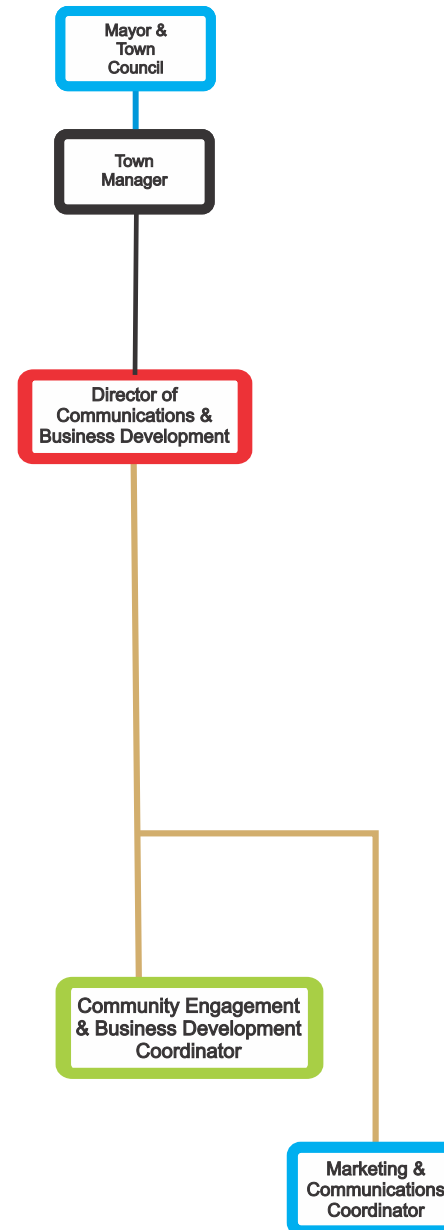 Mayor &
Town
Council
Town
Manager
Director of
Communications &
Business Development
Community Engagement
& Business Development
Coordinator
Marketing &
Communications
Coordinator